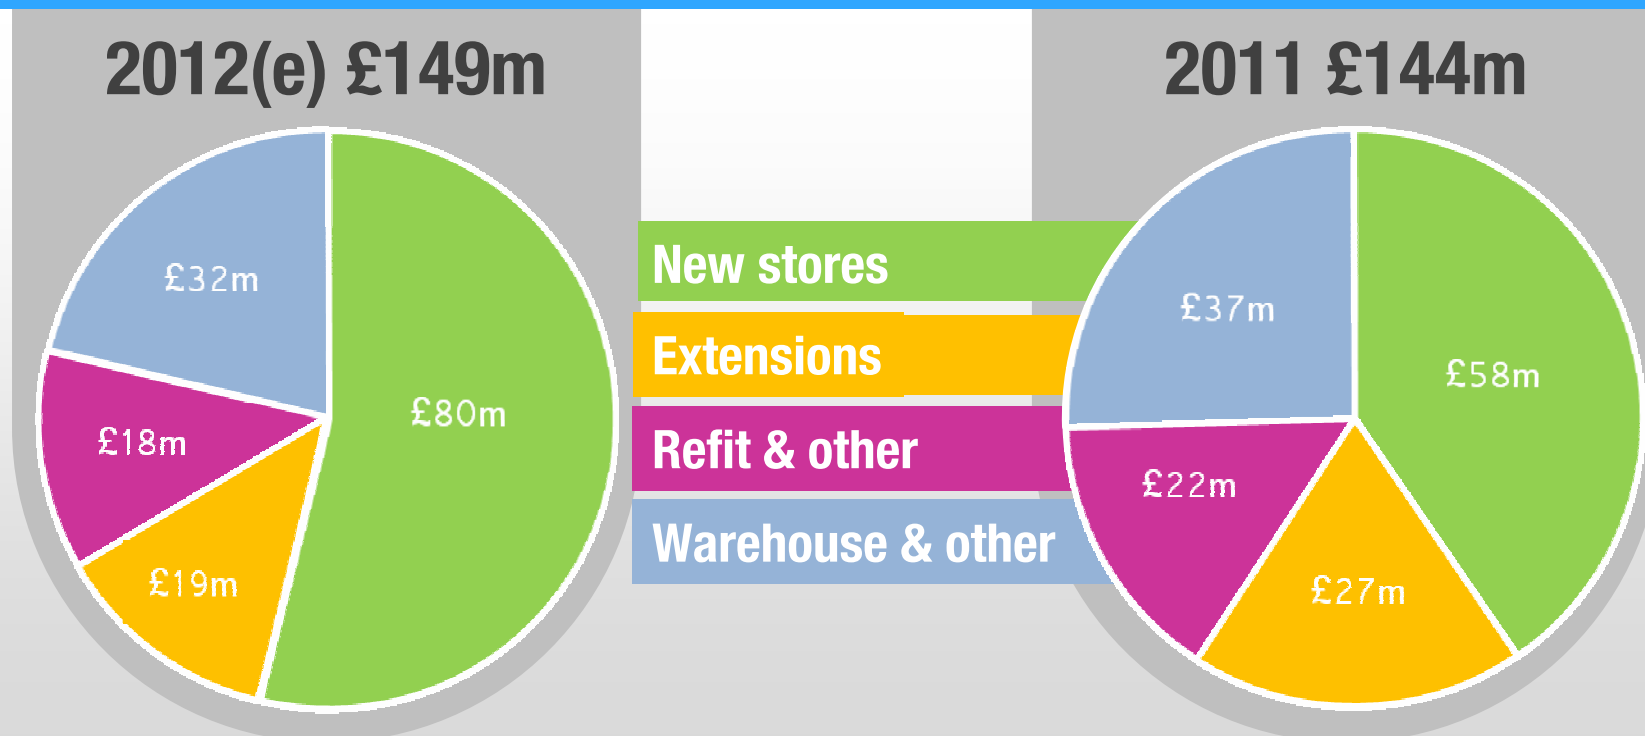 2012(e) £149m
£32m
£80m
£18m
£19m
New stores
Extensions
Refit & other
Warehouse & other
2011 £144m
£37m
£58m
£22m
£27m